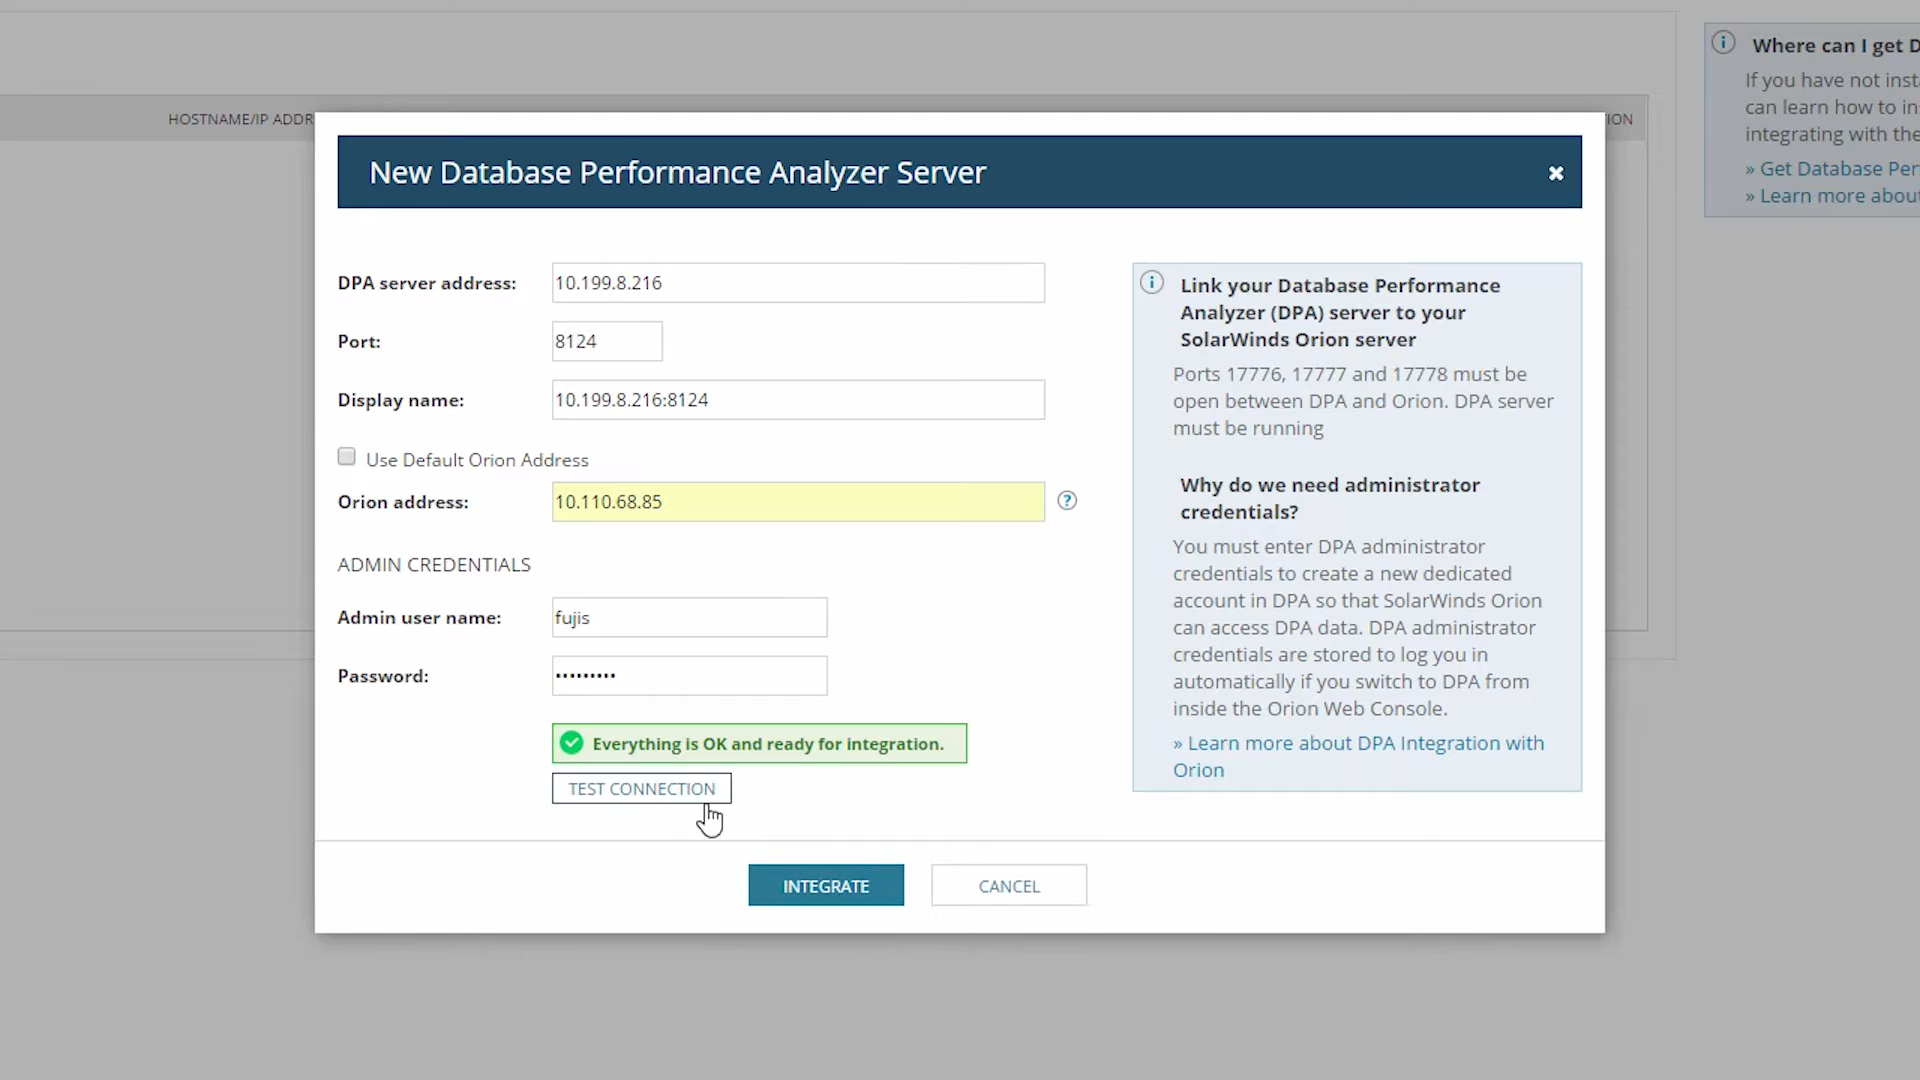 HOSTNAME/IP ADDR
ION
Where can I get D
If you have not inst
can learn how to in
integrating with the
» Get Database Per
» Learn more about
New Database Performance Analyzer Server
DPA server address: 10.199.8.216
Port: 8124
Display name: 10.199.8.216:8124
Use Default Orion Address
Orion address: 10.110.68.85
ADMIN CREDENTIALS
Admin user name: fujis
Password: •••••••••
Everything is OK and ready for integration.
TEST CONNECTION
Link your Database Performance
Analyzer (DPA) server to your
SolarWinds Orion server
Ports 17776, 17777 and 17778 must be
open between DPA and Orion. DPA server
must be running
Why do we need administrator
credentials?
You must enter DPA administrator
credentials to create a new dedicated
account in DPA so that SolarWinds Orion
can access DPA data. DPA administrator
credentials are stored to log you in
automatically if you switch to DPA from
inside the Orion Web Console.
» Learn more about DPA Integration with
Orion
INTEGRATE
CANCEL